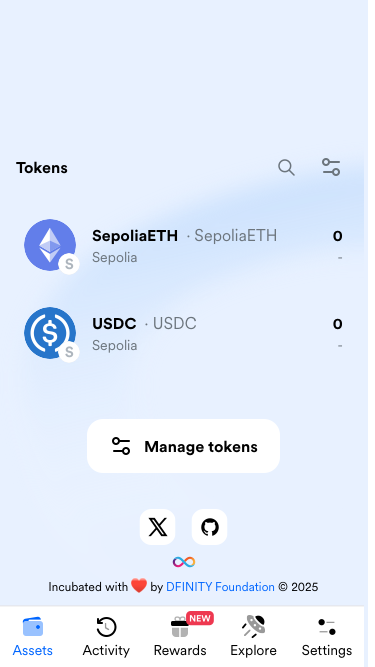 Tokens
SepoliaETH · SepoliaETH 0
Sepolia -
S
USDC · USDC 0
Sepolia -
S
Manage tokens
Incubated with ❤️ by DFINITY Foundation © 2025
NEW
Assets Activity Rewards Explore Settings